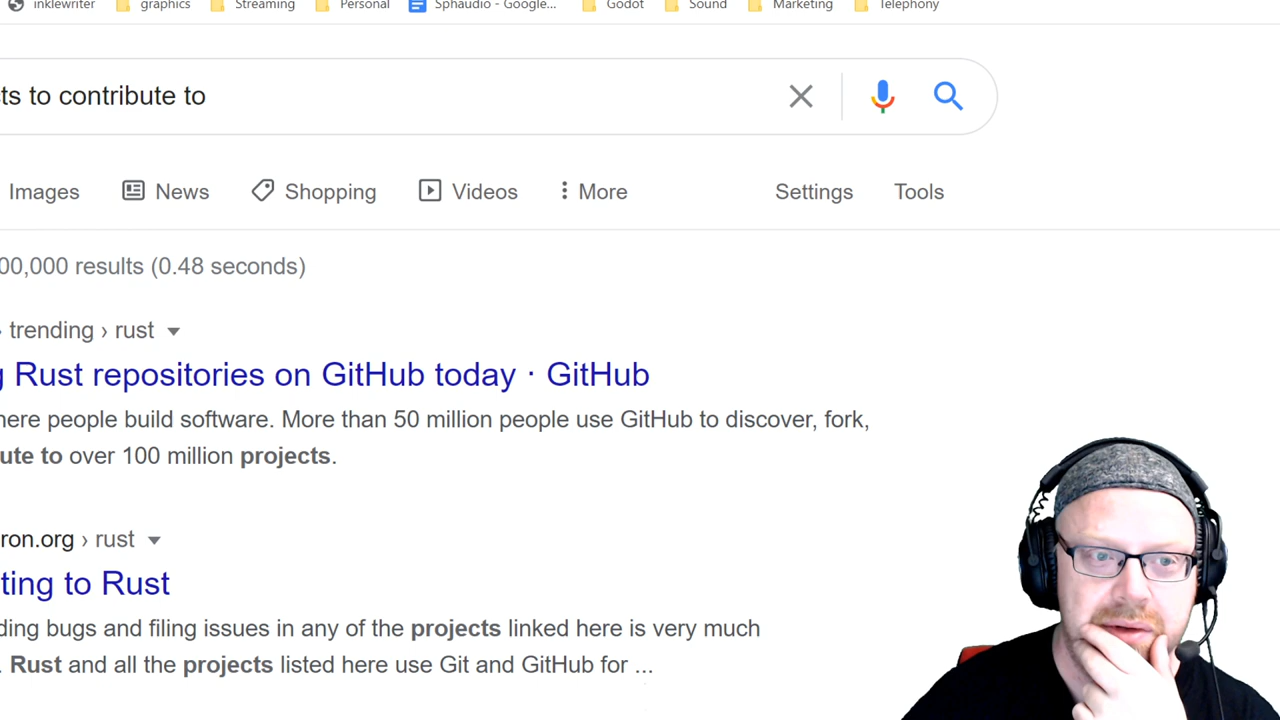 inklewriter graphics Streaming Personal Sphaudio - Google... Godot Sound Marketing Telephony
ts to contribute to
Images News Shopping Videos More Settings Tools
00,000 results (0.48 seconds)
› trending › rust
g Rust repositories on GitHub today · GitHub
here people build software. More than 50 million people use GitHub to discover, fork,
ute to over 100 million projects.
ron.org › rust
ting to Rust
ding bugs and filing issues in any of the projects linked here is very much
. Rust and all the projects listed here use Git and GitHub for ...